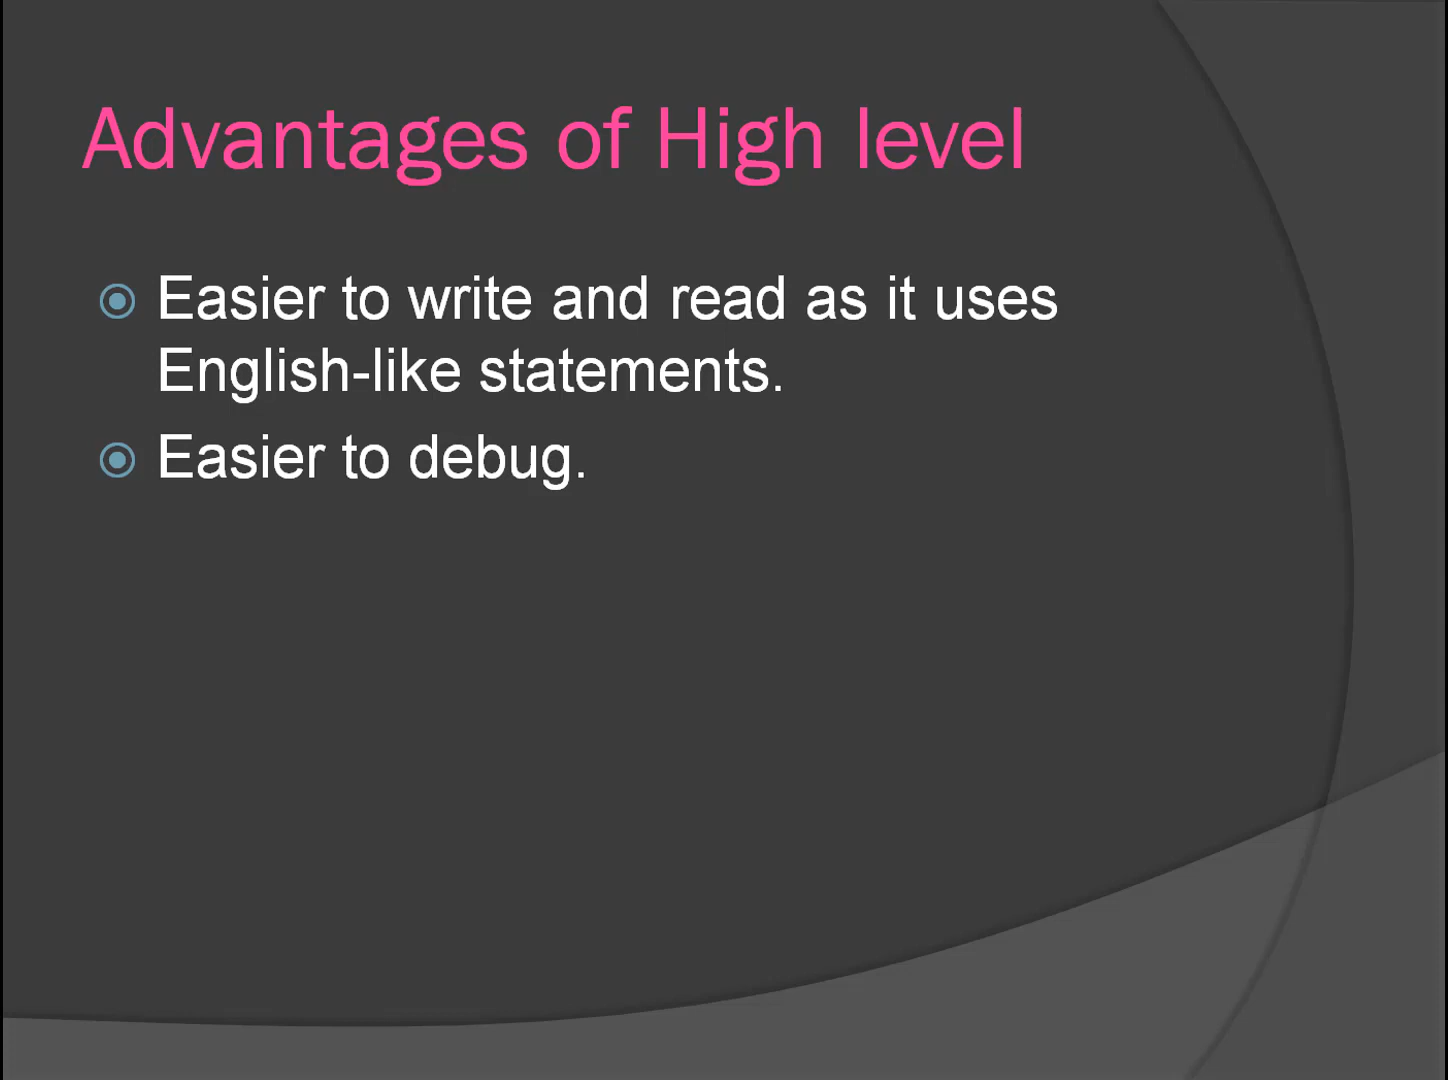 Advantages of High level
Easier to write and read as it uses
English-like statements.
Easier to debug.